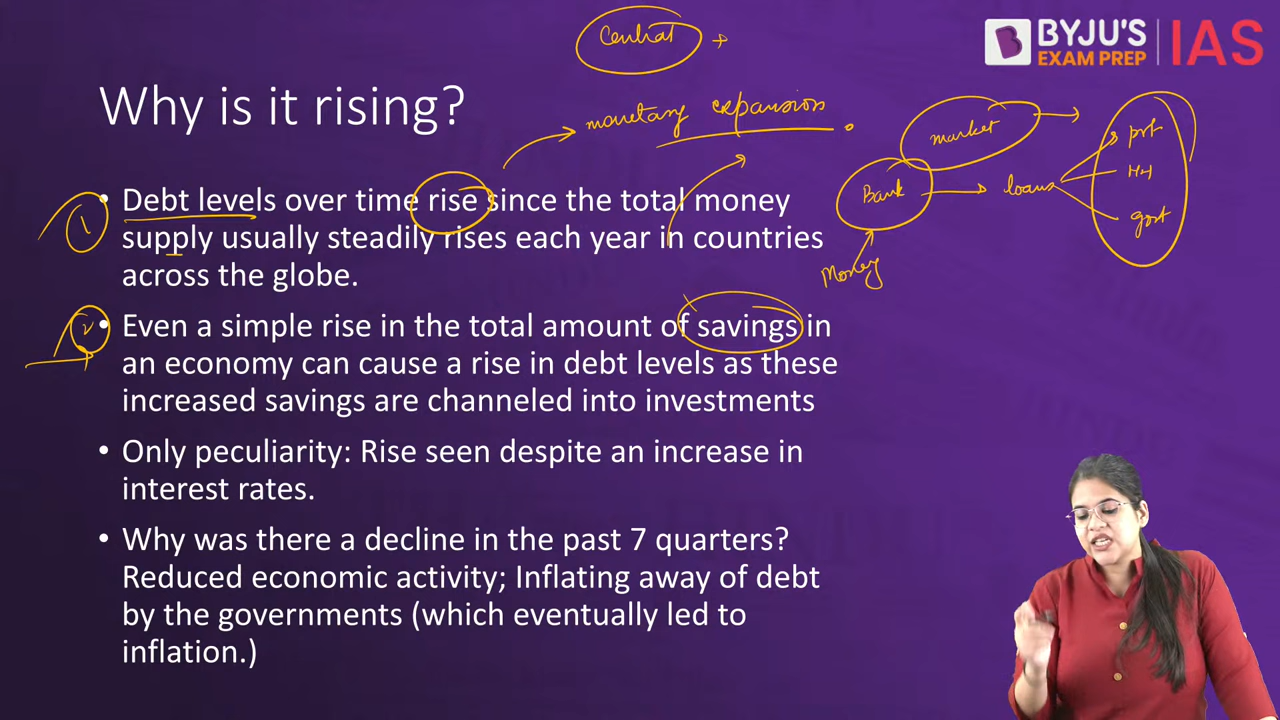 Central +
BYJU'S
EXAM PREP
IAS
Why is it rising?
monetary expansion.
market
Bank
loans
pvt
HH
govt
Money
1
• Debt levels over time rise since the total money
supply usually steadily rises each year in countries
across the globe.
• Even a simple rise in the total amount of savings in
an economy can cause a rise in debt levels as these
increased savings are channeled into investments
• Only peculiarity: Rise seen despite an increase in
interest rates.
• Why was there a decline in the past 7 quarters?
Reduced economic activity; Inflating away of debt
by the governments (which eventually led to
inflation.)